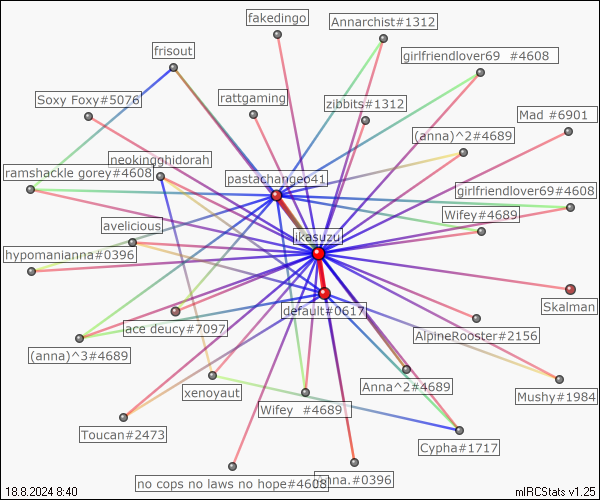 fakedingo
Annarchist#1312
frisout
girlfriendlover69 #4608
Soxy Foxy#5076
rattgaming
zibbits#1312
Mad #6901
(anna)^2#4689
neokingghidorah
ramshackle gorey#4608
pastachangeo41
girlfriendlover69#4608
Wifey#4689
avelicious
ikasuzu
hypomanianna#0396
Skalman
default#0617
ace deucy#7097
AlpineRooster#2156
(anna)^3#4689
Anna^2#4689
xenoyaut
Mushy#1984
Wifey #4689
Toucan#2473
Cypha#1717
no cops no laws no hope#4608
Anna.#0396
18.8.2024 8:40
mIRCStats v1.25